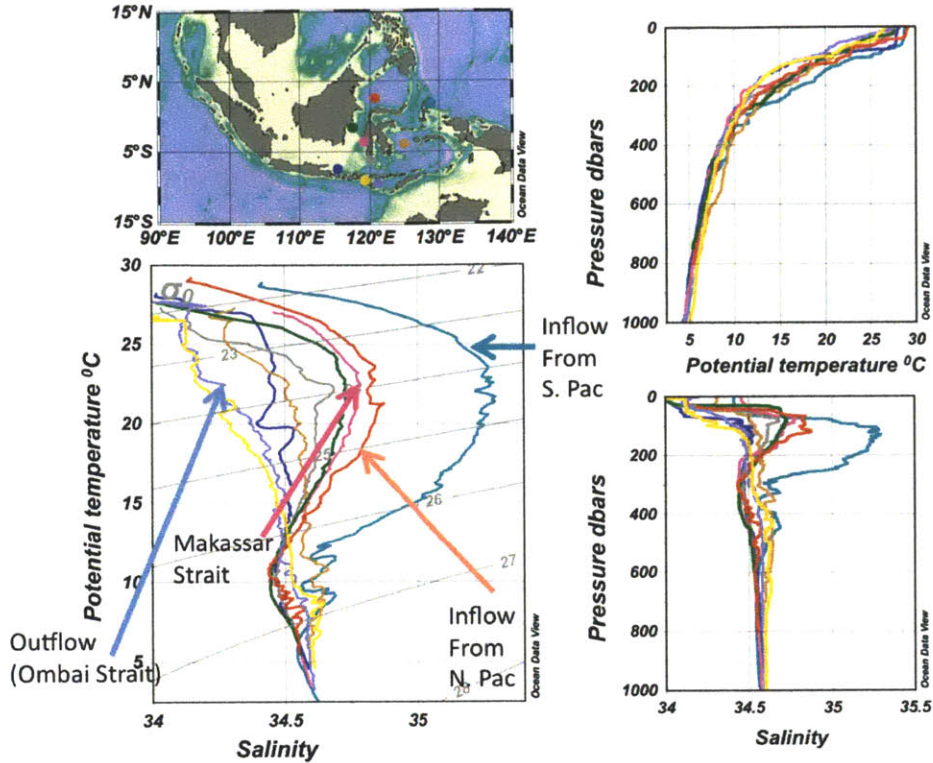 15°N
5°N
5°S
15°S
90°E 100°E 110°E 120°E 130°E 140°E
Ocean Data View
0
200
400
600
800
1000
Pressure dbars
5 10 15 20 25 30
Potential temperature ⁰C
Ocean Data View
30
25
20
15
10
5
Potential temperature ⁰C
σ₀
22
23
25
26
27
28
Inflow
From
S. Pac
Makassar
Strait
Outflow
(Ombai Strait)
Inflow
From
N. Pac
34 34.5 35
Salinity
Ocean Data View
0
200
400
600
800
1000
Pressure dbars
34 34.5 35 35.5
Salinity
Ocean Data View